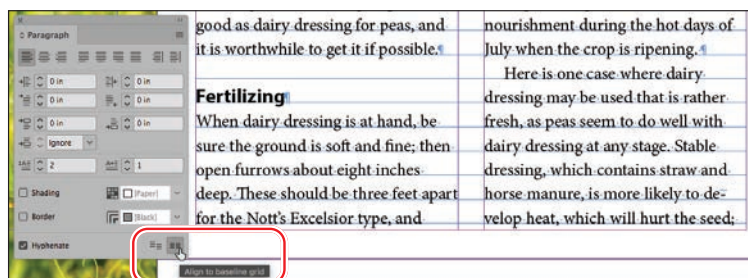 Paragraph
0 in
0 in
0 in
0 in
0 in
0 in
Ignore
2
1
Shading
[Paper]
Border
[Black]
Hyphenate
Align to baseline grid
good as dairy dressing for peas, and
it is worthwhile to get it if possible.
Fertilizing
When dairy dressing is at hand, be
sure the ground is soft and fine; then
open furrows about eight inches
deep. These should be three feet apart
for the Nott's Excelsior type, and
nourishment during the hot days of
July when the crop is ripening.
Here is one case where dairy
dressing may be used that is rather
fresh, as peas seem to do well with
dairy dressing at any stage. Stable
dressing, which contains straw and
horse manure, is more likely to de-
velop heat, which will hurt the seed;